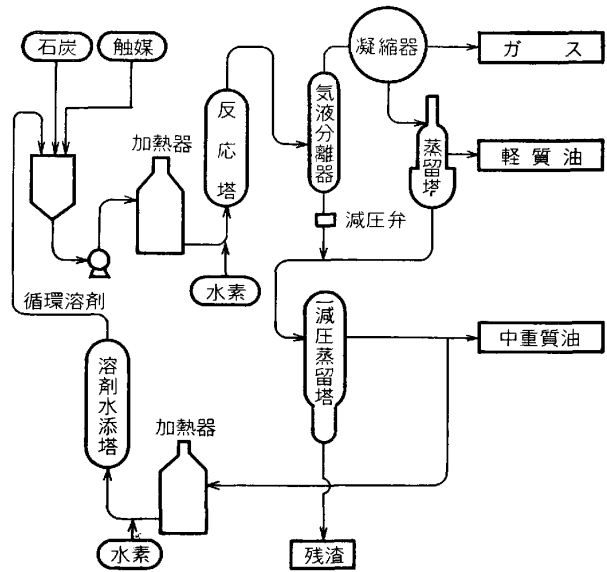 石炭
触媒
凝縮器
ガス
加熱器
反応塔
気液分離器
蒸留塔
軽質油
減圧弁
水素
循環溶剤
減圧蒸留塔
中重質油
溶剤水添塔
加熱器
水素
残渣